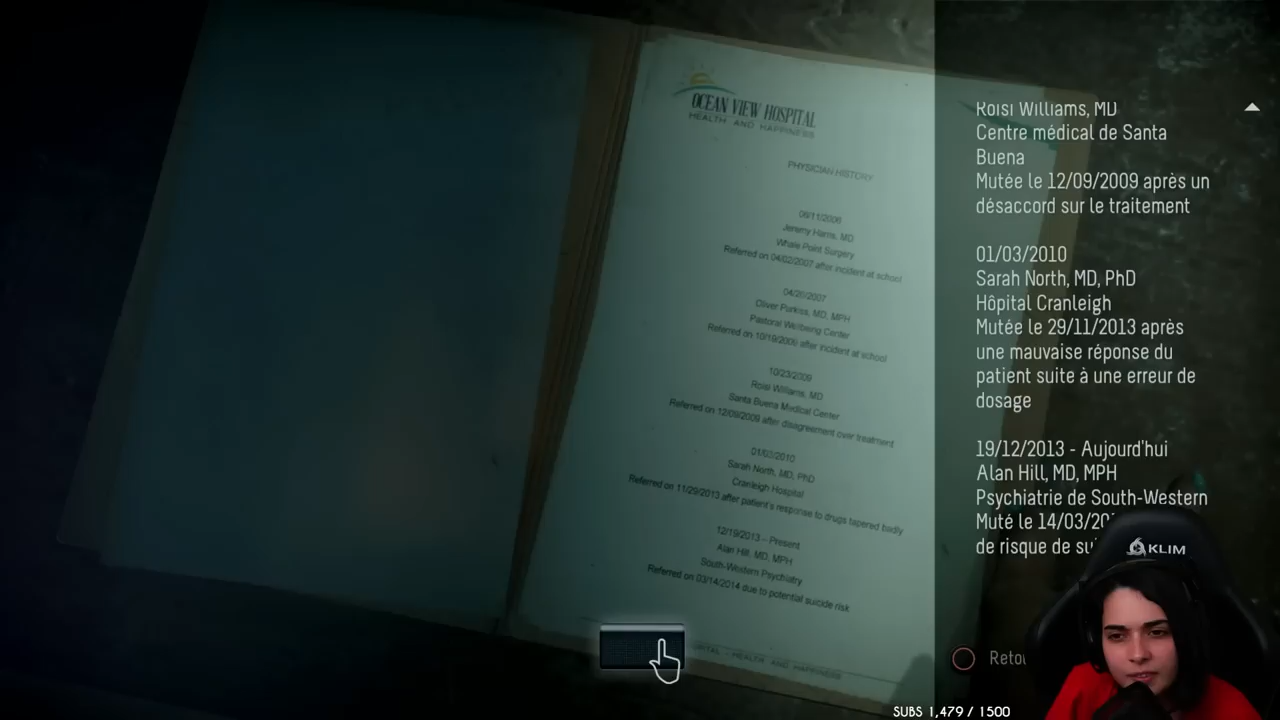 OCEAN VIEW HOSPITAL
HEALTH AND HAPPINESS
PHYSICIAN HISTORY
06/11/2006
Jeremy Harris, MD
Whale Point Surgery
Referred on 04/02/2007 after incident at school
04/26/2007
Oliver Purkiss, MD, MPH
Pastoral Wellbeing Center
Referred on 10/19/2009 after incident at school
10/23/2009
Roisi Williams, MD
Santa Buena Medical Center
Referred on 12/09/2009 after disagreement over treatment
01/03/2010
Sarah North, MD, PhD
Cranleigh Hospital
Referred on 11/29/2013 after patient's response to drugs tapered badly
12/19/2013 – Present
Alan Hill, MD, MPH
South-Western Psychiatry
Referred on 03/14/2014 due to potential suicide risk
HEALTH AND HAPPINESS
Roisi Williams, MD
Centre médical de Santa
Buena
Mutée le 12/09/2009 après un
désaccord sur le traitement
01/03/2010
Sarah North, MD, PhD
Hôpital Cranleigh
Mutée le 29/11/2013 après
une mauvaise réponse du
patient suite à une erreur de
dosage
19/12/2013 - Aujourd'hui
Alan Hill, MD, MPH
Psychiatrie de South-Western
Muté le 14/03/20
de risque de su
Retou
KLIM
SUBS 1,479 / 1500